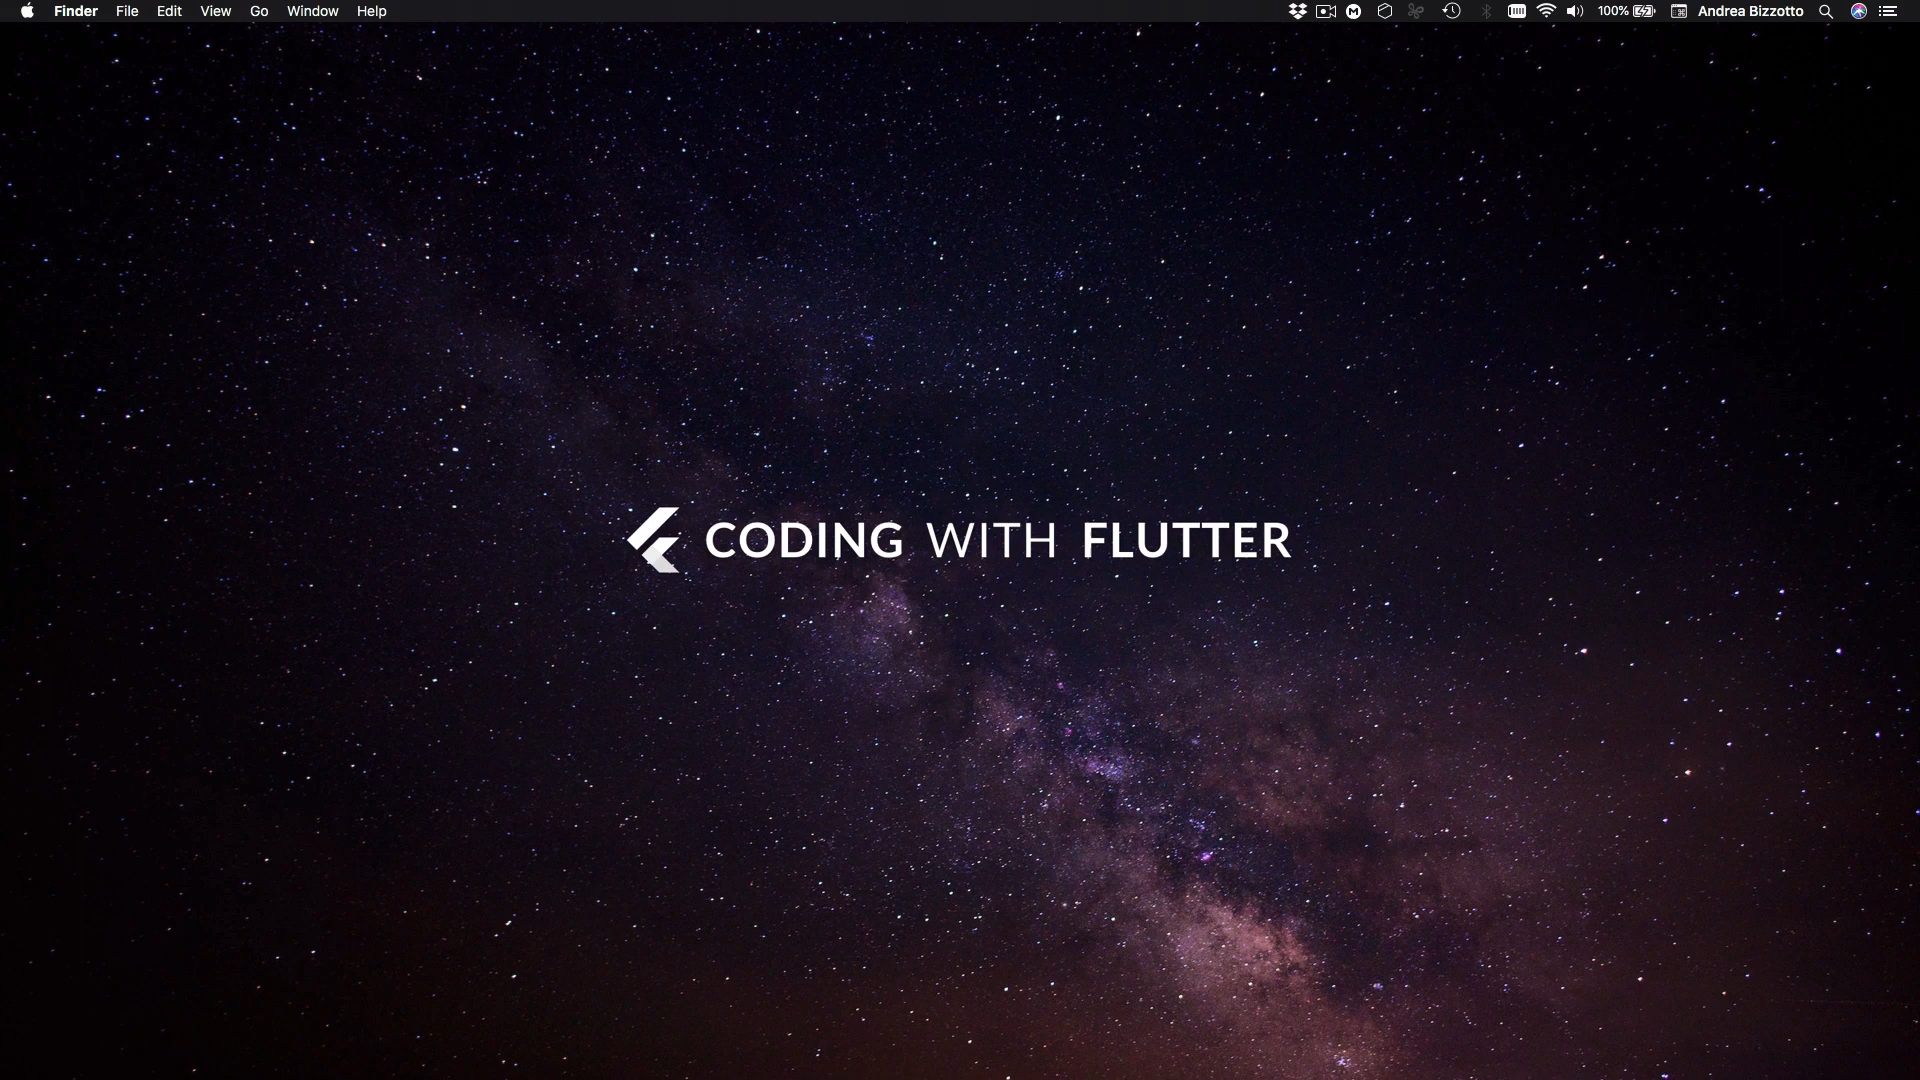 Finder File Edit View Go Window Help 100% Andrea Bizzotto
CODING WITH FLUTTER